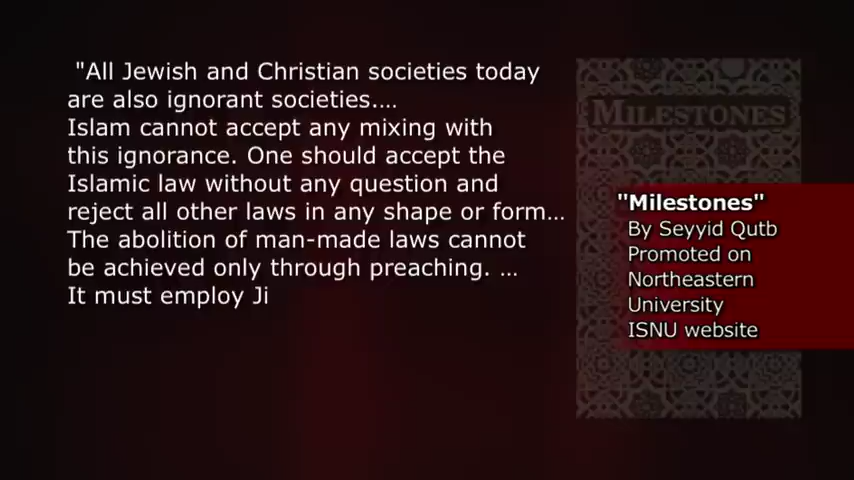 "All Jewish and Christian societies today
are also ignorant societies....
Islam cannot accept any mixing with
this ignorance. One should accept the
Islamic law without any question and
reject all other laws in any shape or form...
The abolition of man-made laws cannot
be achieved only through preaching. ...
It must employ Ji
MILESTONES
"Milestones"
By Seyyid Qutb
Promoted on
Northeastern
University
ISNU website